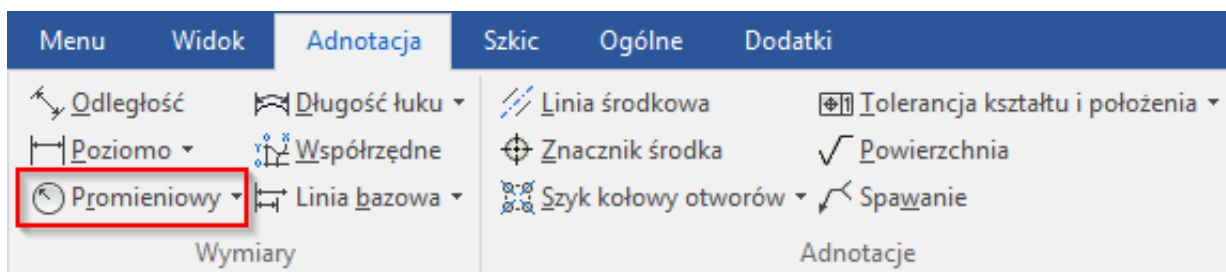 Menu Widok Adnotacja Szkic Ogólne Dodatki
Odległość Długość łuku Linia środkowa Tolerancja kształtu i położenia
Poziomo Współrzędne Znacznik środka Powierzchnia
Promieniowy Linia bazowa Szyk kołowy otworów Spawanie
Wymiary Adnotacje